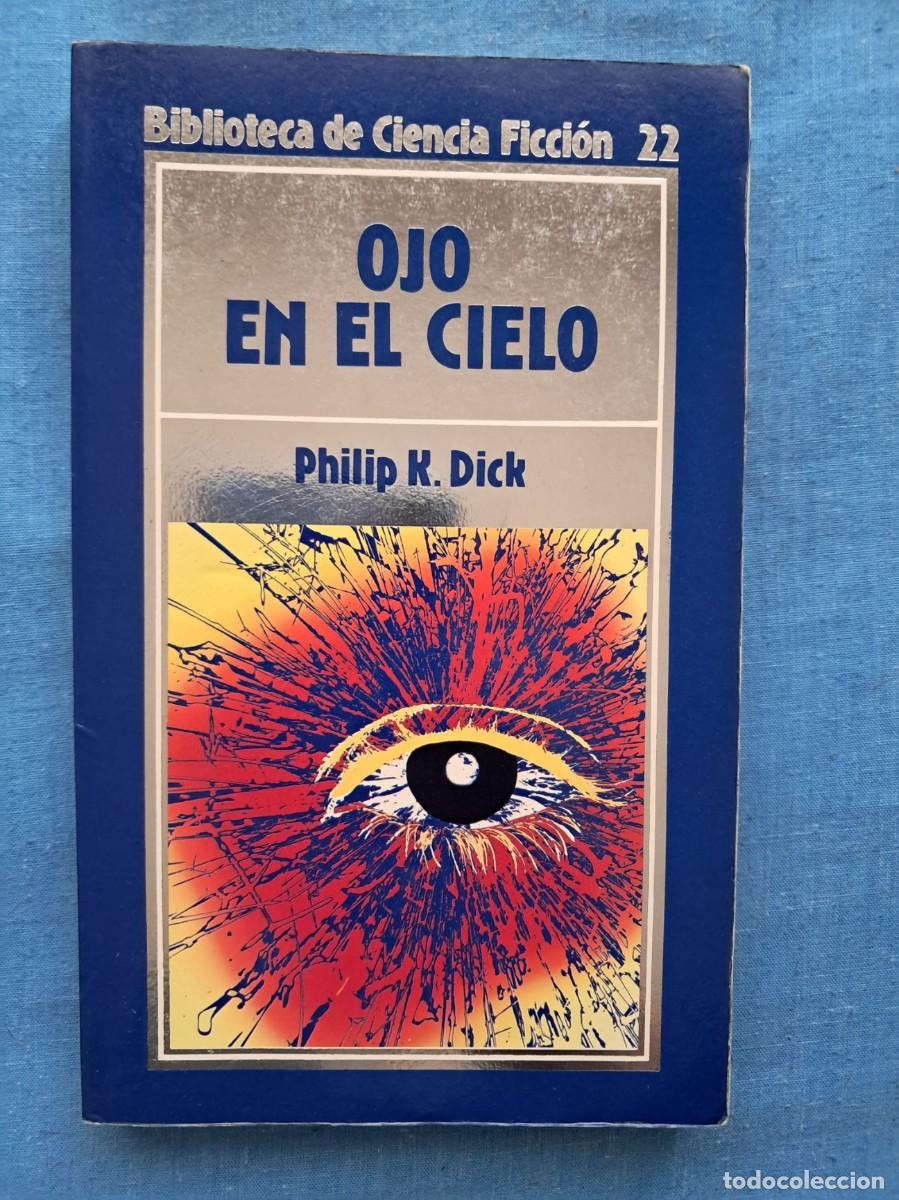 Biblioteca de Ciencia Ficción 22
OJO
EN EL CIELO
Philip K. Dick
todocoleccion